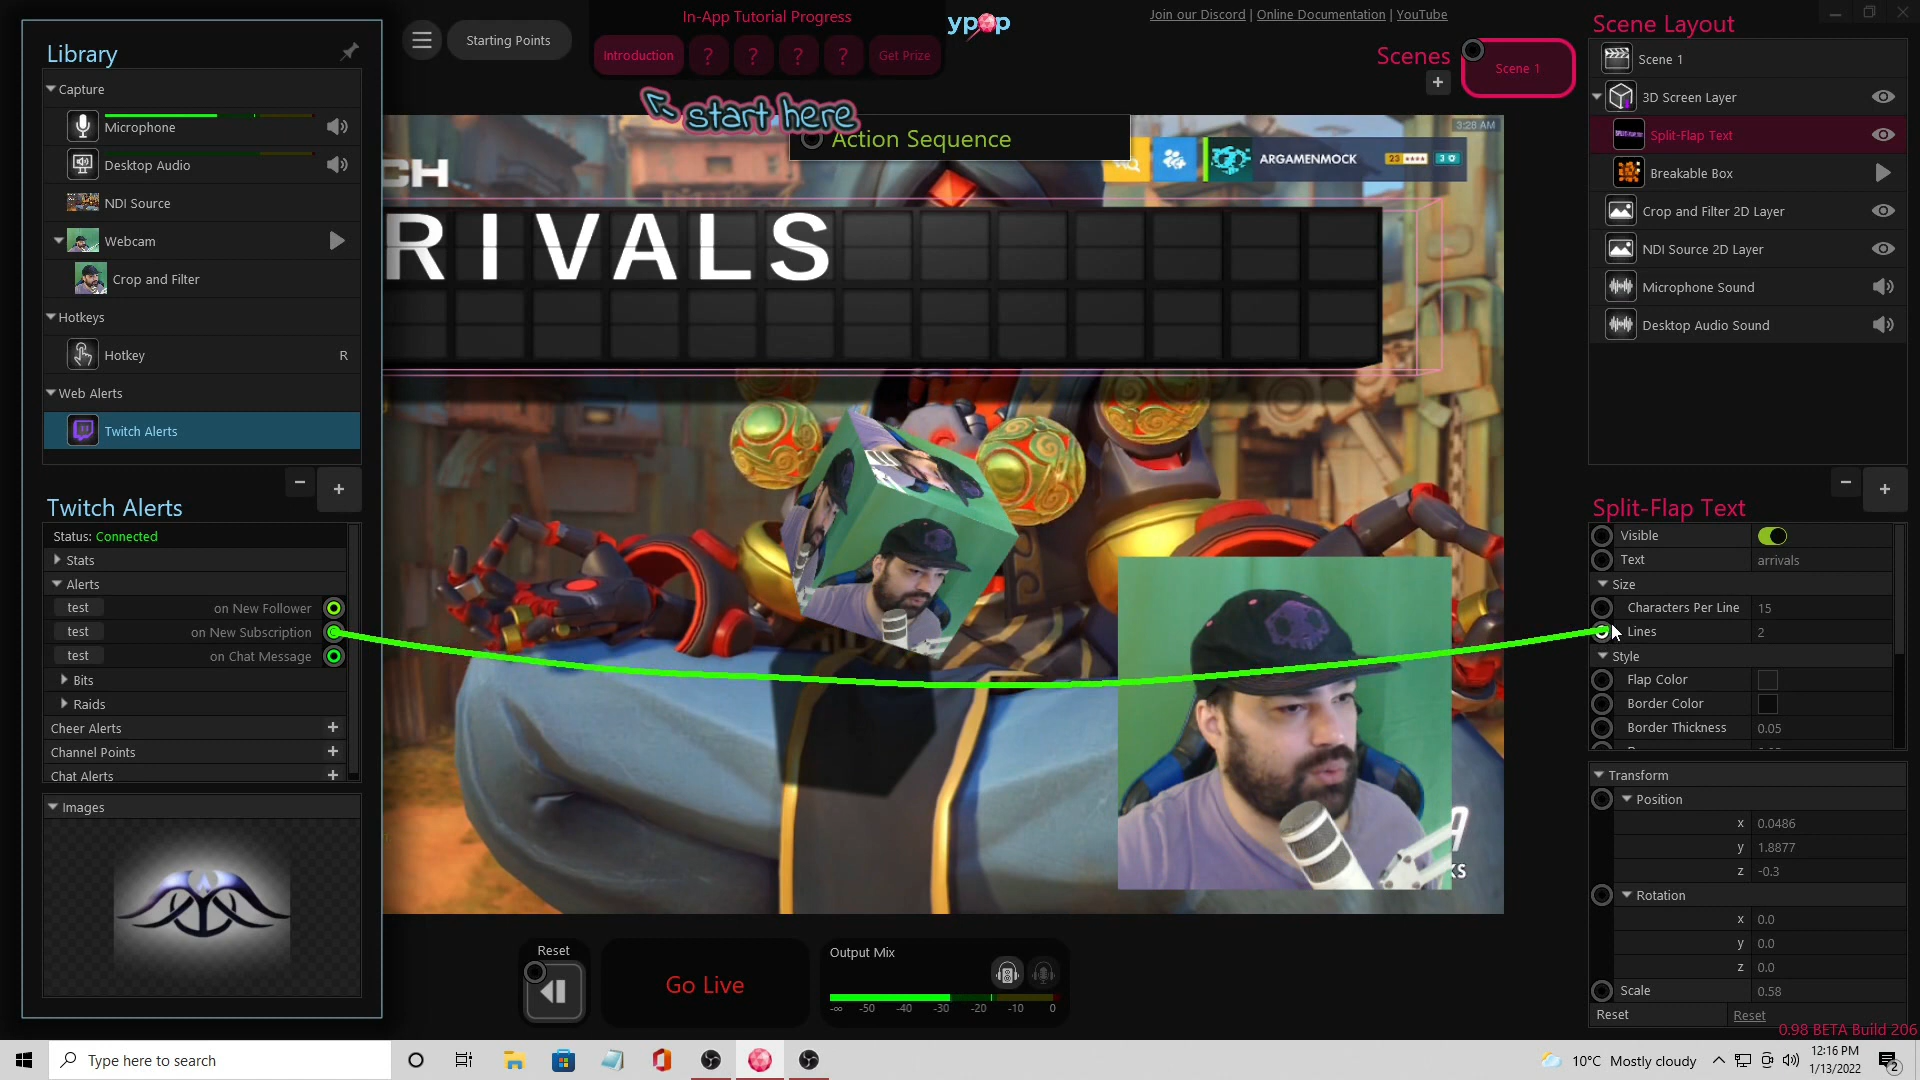 Library
Capture
Microphone
Desktop Audio
NDI Source
Webcam
Crop and Filter
Hotkeys
Hotkey R
Web Alerts
Twitch Alerts
Twitch Alerts
Status: Connected
Stats
Alerts
test on New Follower
test on New Subscription
test on Chat Message
Bits
Raids
Cheer Alerts +
Channel Points +
Chat Alerts +
Images
Starting Points
In-App Tutorial Progress
Introduction ? ? ? ? Get Prize
start here
ypop
Join our Discord | Online Documentation | YouTube
Scenes
+
Scene 1
Action Sequence
3:28 AM
CH
ARGAMENMOCK 23 3
RIVALS
Reset
Go Live
Output Mix
-∞ -50 -40 -30 -20 -10 0
Scene Layout
Scene 1
3D Screen Layer
Split-Flap Text
Breakable Box
Crop and Filter 2D Layer
NDI Source 2D Layer
Microphone Sound
Desktop Audio Sound
Split-Flap Text
Visible
Text arrivals
Size
Characters Per Line 15
Lines 2
Style
Flap Color
Border Color
Border Thickness 0.05
Transform
Position
x 0.0486
y 1.8877
z -0.3
Rotation
x 0.0
y 0.0
z 0.0
Scale 0.58
Reset Reset
0.98 BETA Build 206
Type here to search
10°C Mostly cloudy
12:16 PM
1/13/2022
2